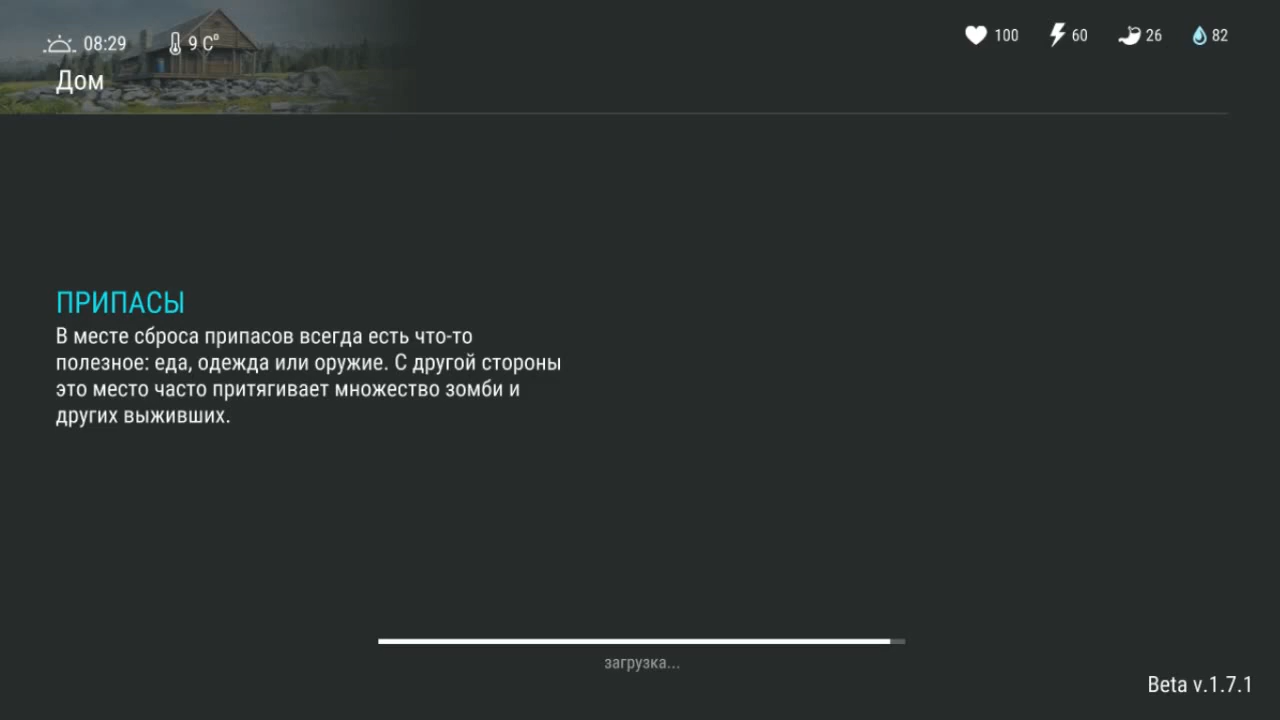 08:29 9 C° 100 60 26 82
Дом
ПРИПАСЫ
В месте сброса припасов всегда есть что-то
полезное: еда, одежда или оружие. С другой стороны
это место часто притягивает множество зомби и
других выживших.
загрузка...
Beta v.1.7.1